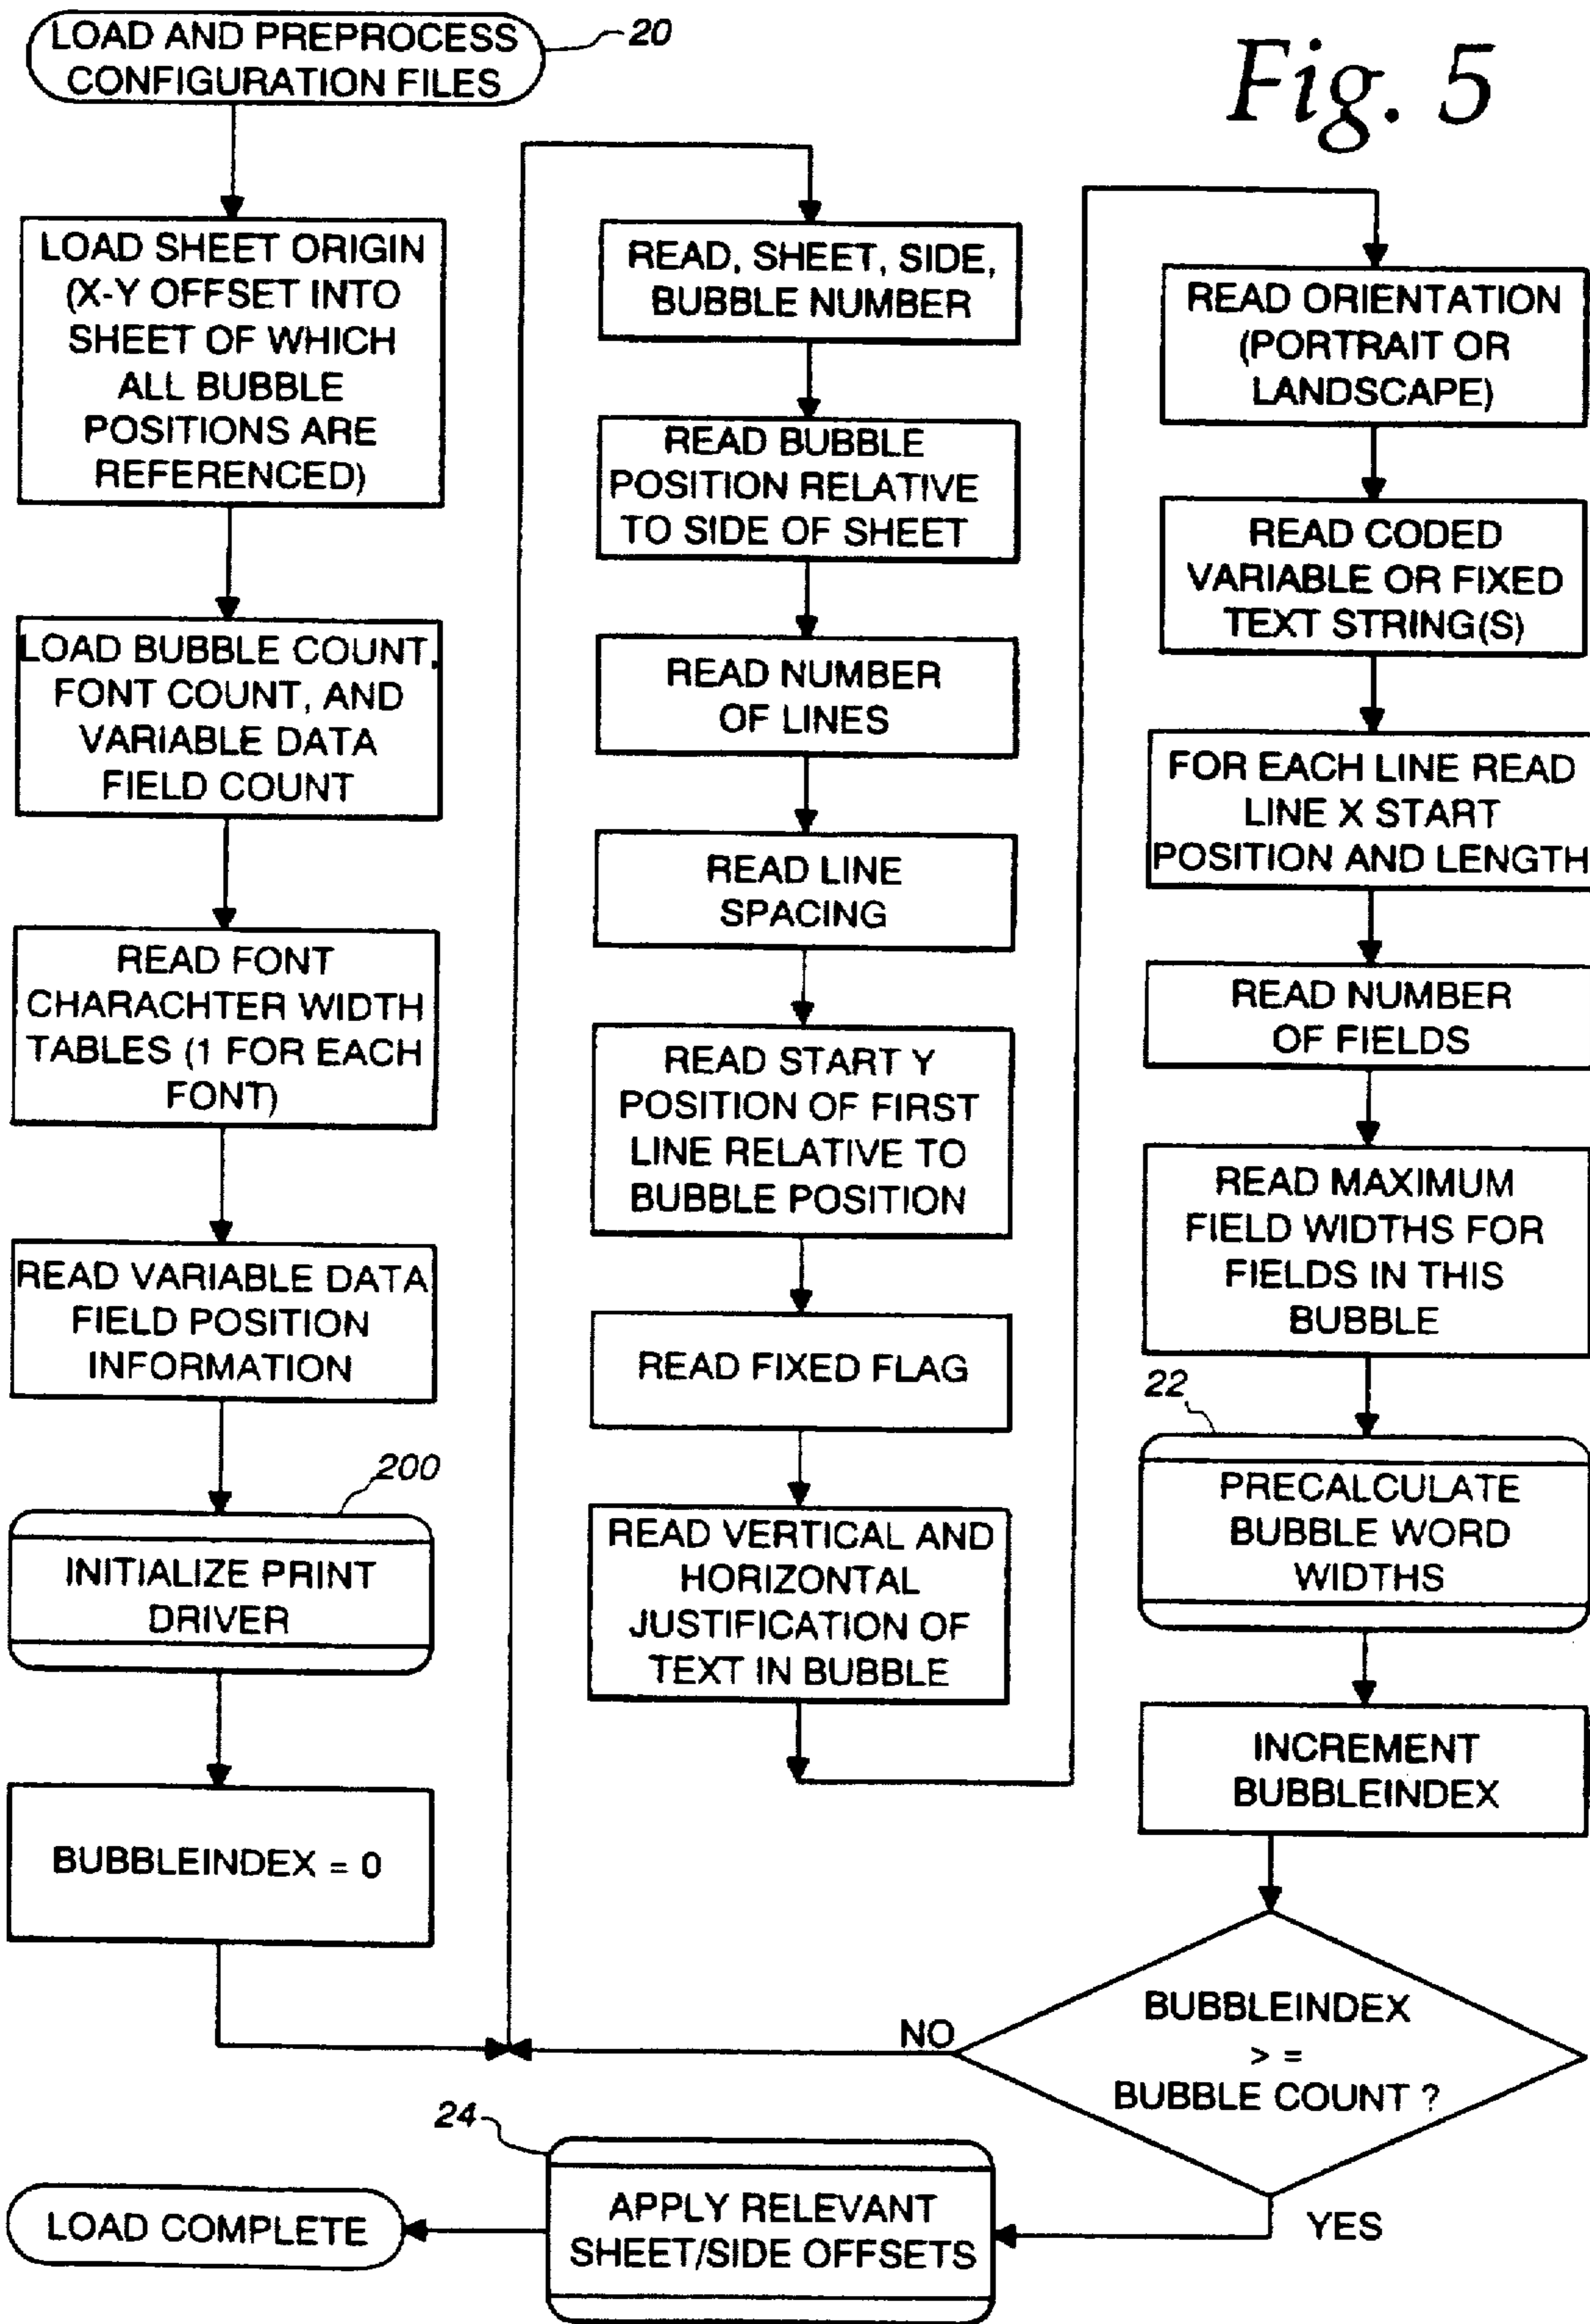 Fig. 5
LOAD AND PREPROCESS
CONFIGURATION FILES
20
LOAD SHEET ORIGIN
(X-Y OFFSET INTO
SHEET OF WHICH
ALL BUBBLE
POSITIONS ARE
REFERENCED)
LOAD BUBBLE COUNT,
FONT COUNT, AND
VARIABLE DATA
FIELD COUNT
READ FONT
CHARACHTER WIDTH
TABLES (1 FOR EACH
FONT)
READ VARIABLE DATA
FIELD POSITION
INFORMATION
200
INITIALIZE PRINT
DRIVER
BUBBLEINDEX = 0
READ, SHEET, SIDE,
BUBBLE NUMBER
READ BUBBLE
POSITION RELATIVE
TO SIDE OF SHEET
READ NUMBER
OF LINES
READ LINE
SPACING
READ START Y
POSITION OF FIRST
LINE RELATIVE TO
BUBBLE POSITION
READ FIXED FLAG
READ VERTICAL AND
HORIZONTAL
JUSTIFICATION OF
TEXT IN BUBBLE
READ ORIENTATION
(PORTRAIT OR
LANDSCAPE)
READ CODED
VARIABLE OR FIXED
TEXT STRING(S)
FOR EACH LINE READ
LINE X START
POSITION AND LENGTH
READ NUMBER
OF FIELDS
READ MAXIMUM
FIELD WIDTHS FOR
FIELDS IN THIS
BUBBLE
22
PRECALCULATE
BUBBLE WORD
WIDTHS
INCREMENT
BUBBLEINDEX
BUBBLEINDEX
> =
BUBBLE COUNT ?
NO
YES
24
APPLY RELEVANT
SHEET/SIDE OFFSETS
LOAD COMPLETE